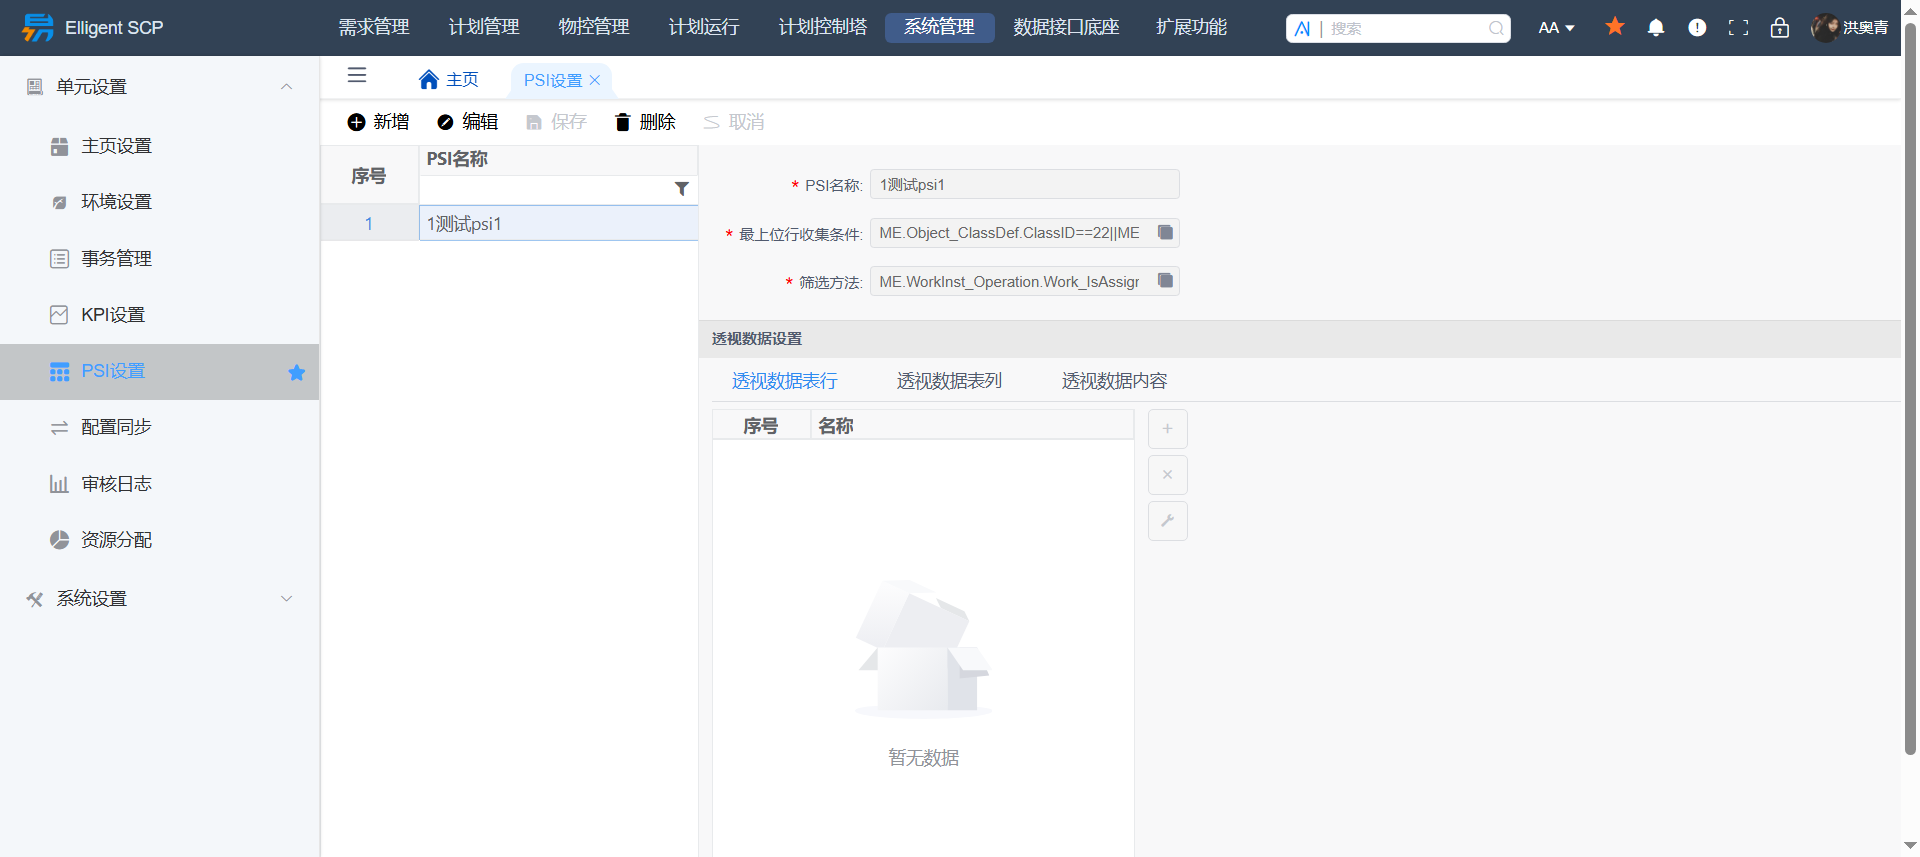 Elligent SCP
需求管理 计划管理 物控管理 计划运行 计划控制塔 系统管理 数据接口底座 扩展功能
搜索
AA
洪奥青
单元设置
主页设置
环境设置
事务管理
KPI设置
PSI设置
配置同步
审核日志
资源分配
系统设置
主页 PSI设置
新增 编辑 保存 删除 取消
序号 PSI名称
1 1测试psi1
* PSI名称: 1测试psi1
* 最上位行收集条件: ME.Object_ClassDef.ClassID==22||ME
* 筛选方法: ME.WorkInst_Operation.Work_IsAssigr
透视数据设置
透视数据表行 透视数据表列 透视数据内容
序号 名称
暂无数据